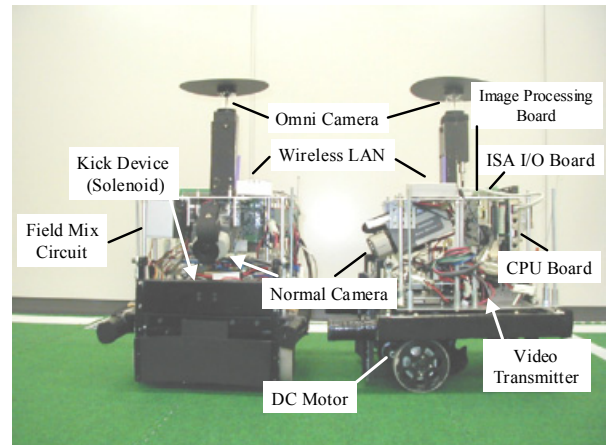 Omni Camera
Image Processing
Board
Wireless LAN
ISA I/O Board
Kick Device
(Solenoid)
Field Mix
Circuit
CPU Board
Normal Camera
Video
Transmitter
DC Motor